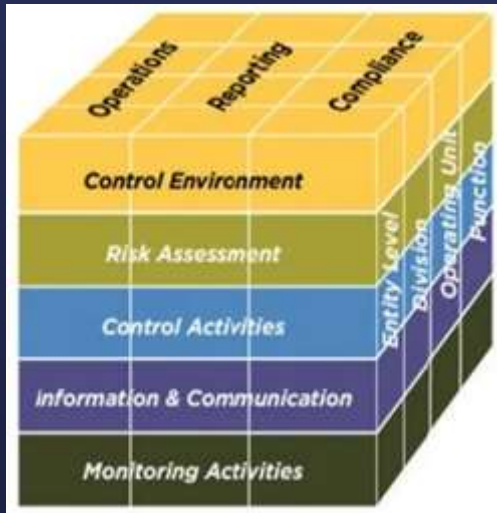 Operations
Reporting
Compliance
Control Environment
Risk Assessment
Control Activities
Information & Communication
Monitoring Activities
Entity Level
Division
Operating Unit
Function